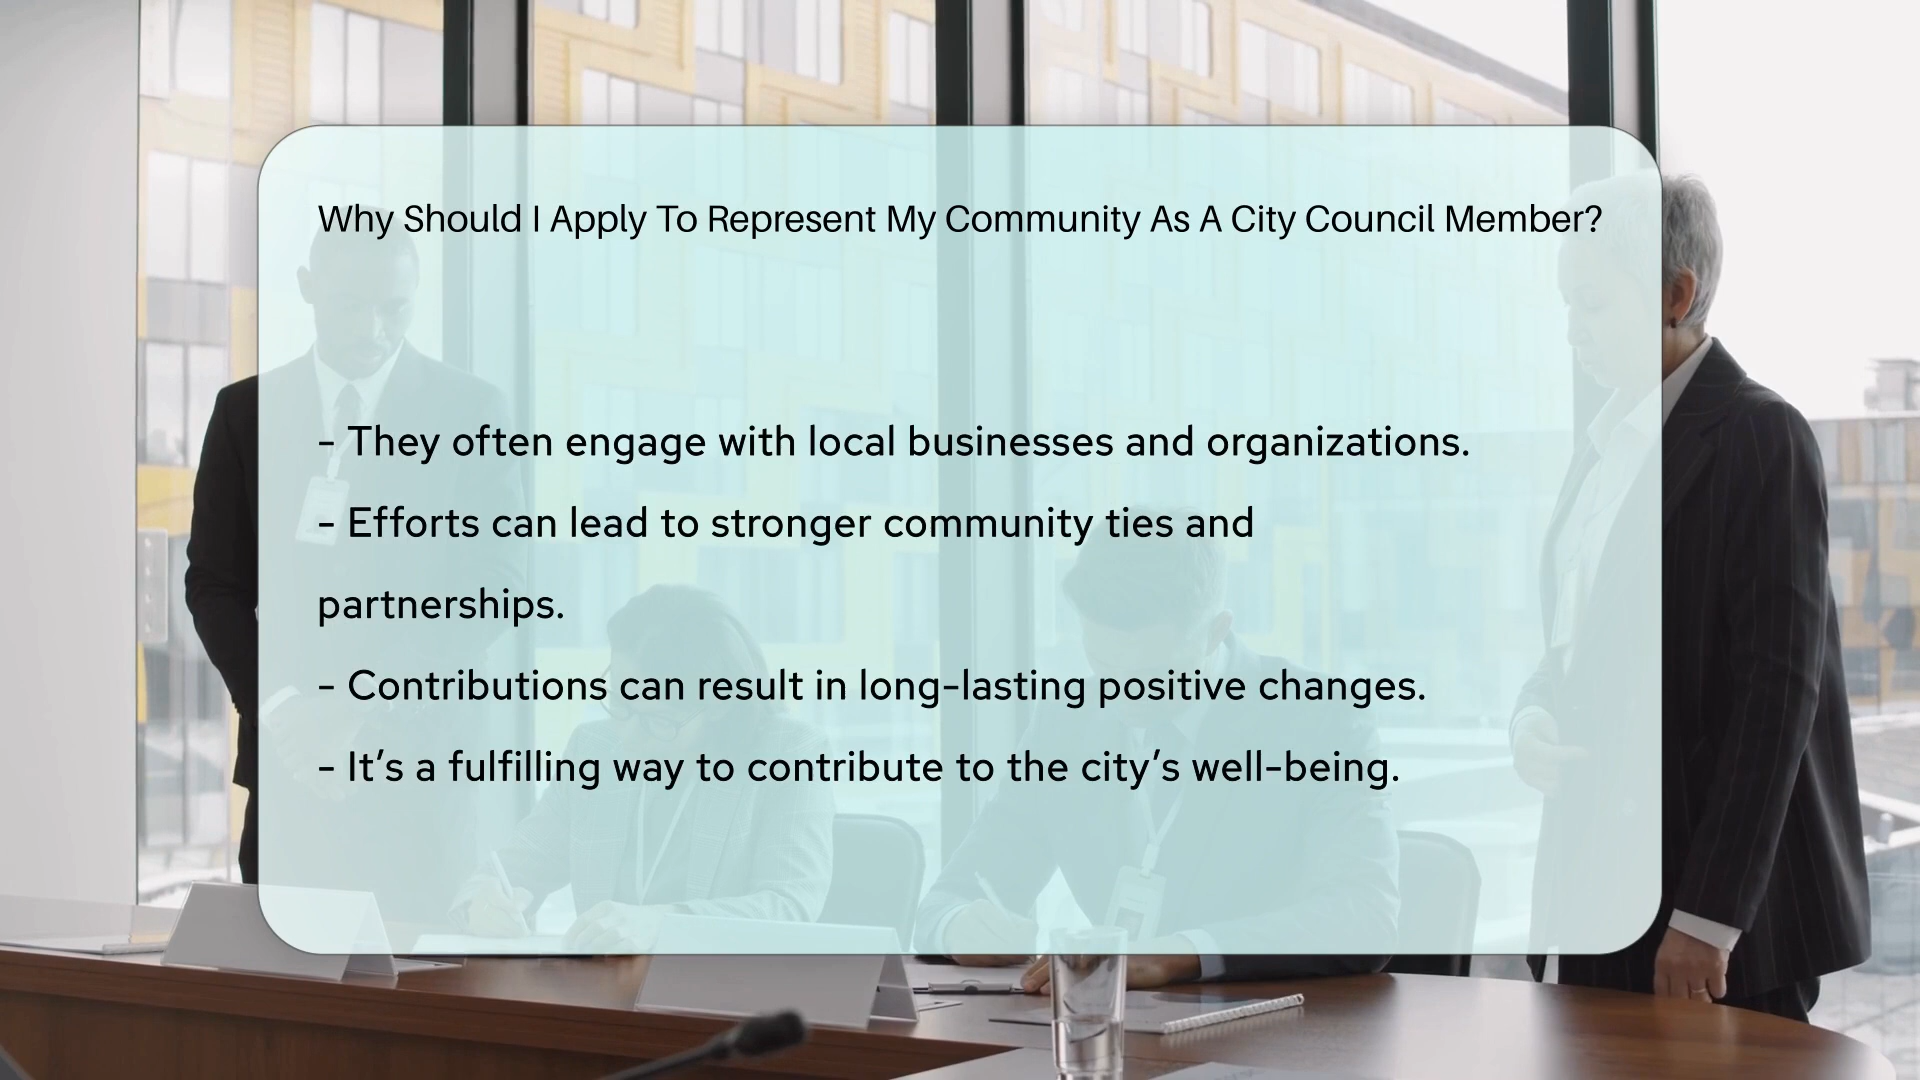 Why Should I Apply To Represent My Community As A City Council Member?
- They often engage with local businesses and organizations.
- Efforts can lead to stronger community ties and
partnerships.
- Contributions can result in long-lasting positive changes.
- It’s a fulfilling way to contribute to the city’s well-being.